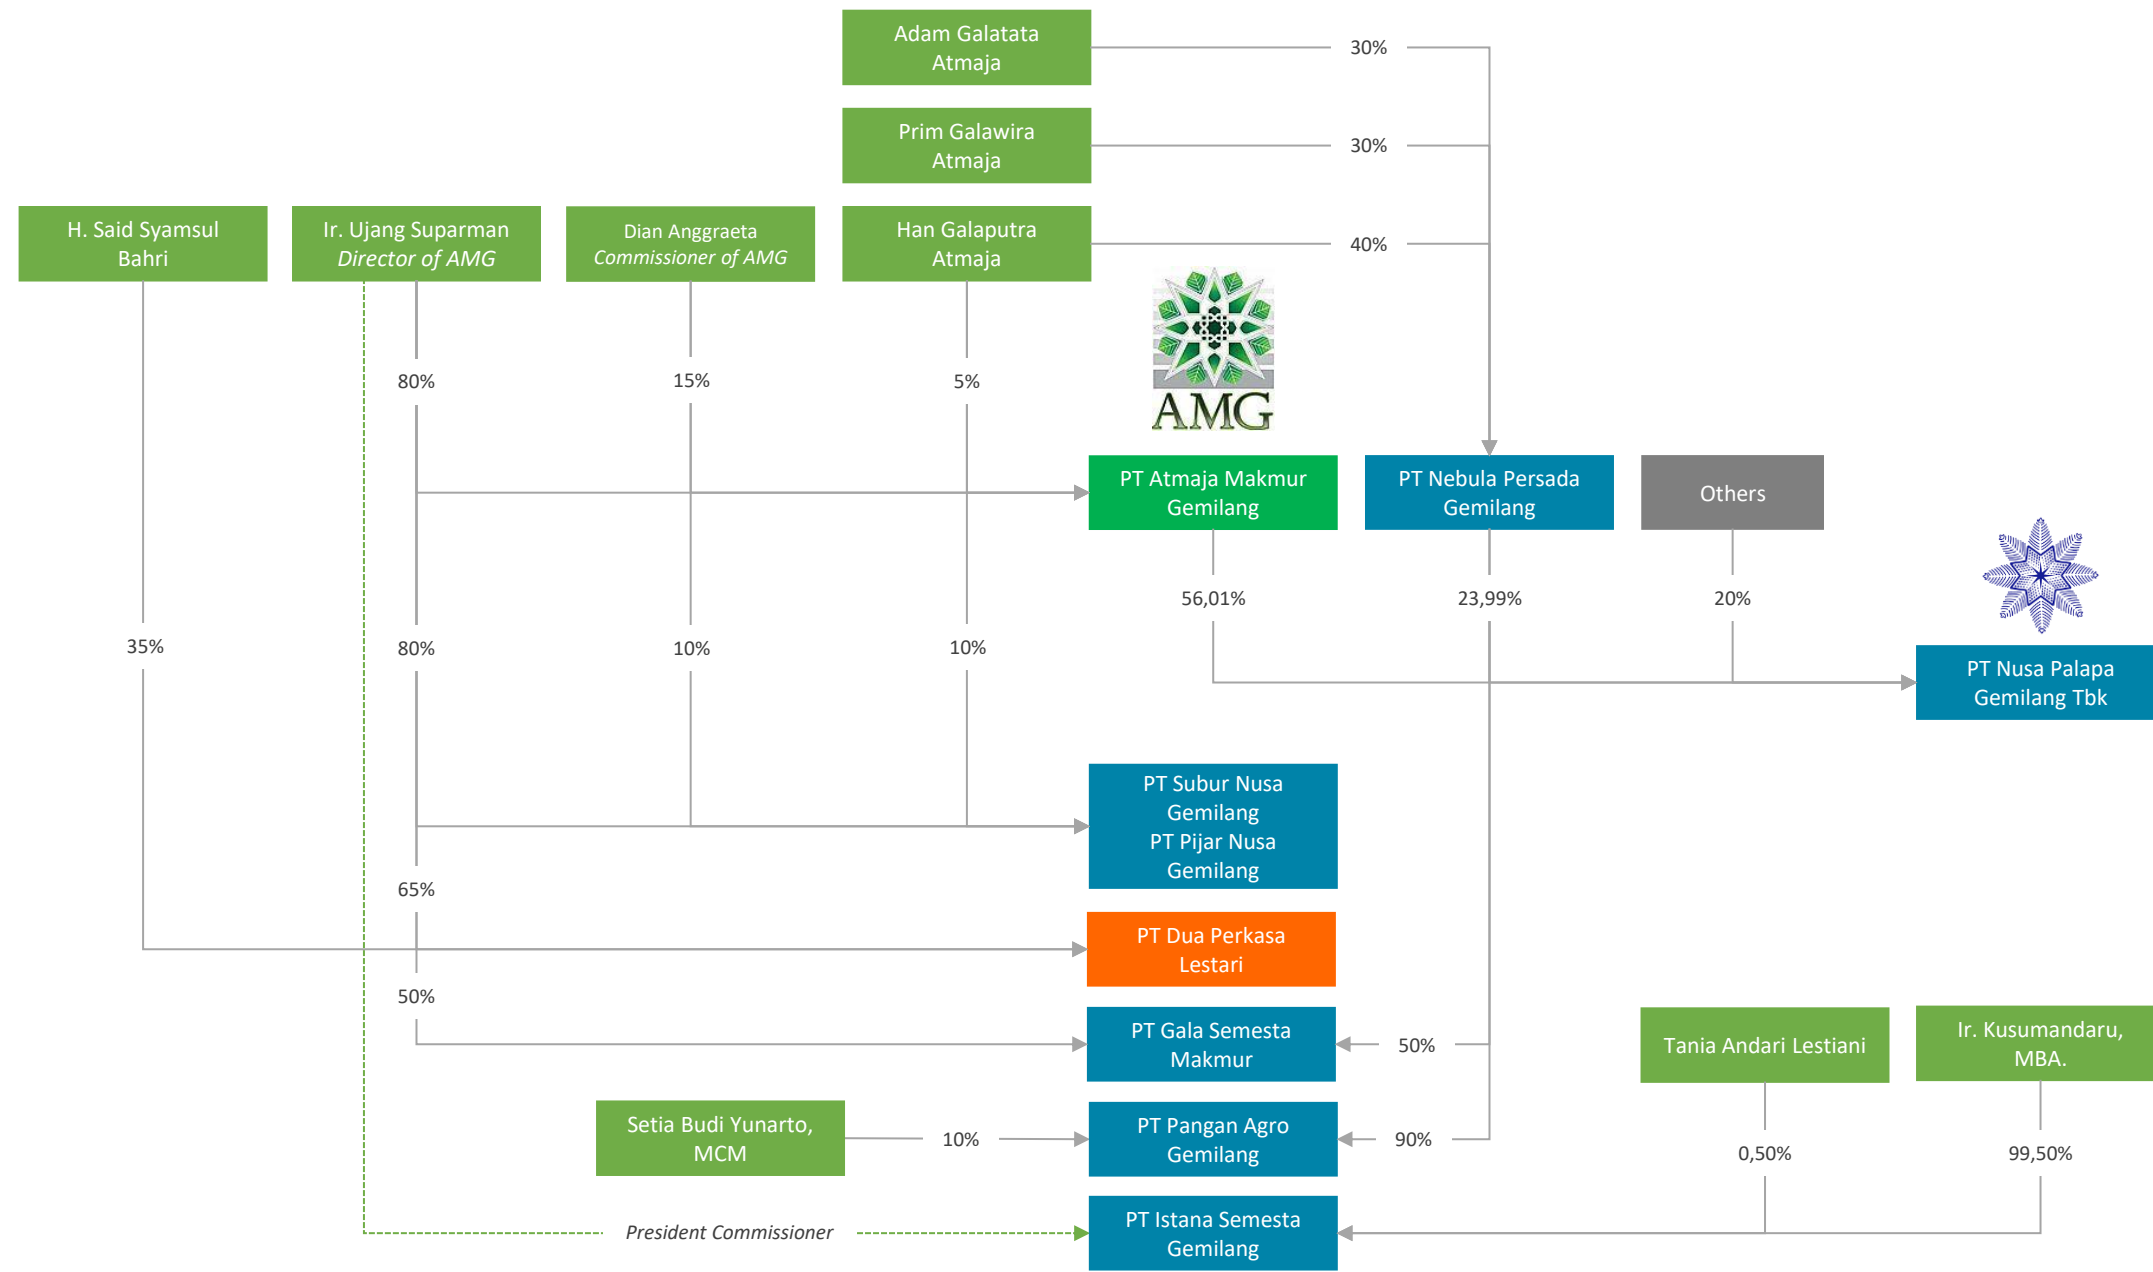 Adam Galatata
Atmaja
30%
Prim Galawira
Atmaja
30%
H. Said Syamsul
Bahri
Ir. Ujang Suparman
Director of AMG
Dian Anggraeta
Commissioner of AMG
Han Galaputra
Atmaja
40%
80%
15%
5%
AMG
PT Atmaja Makmur
Gemilang
PT Nebula Persada
Gemilang
Others
56,01%
23,99%
20%
35%
80%
10%
10%
PT Nusa Palapa
Gemilang Tbk
PT Subur Nusa
Gemilang
PT Pijar Nusa
Gemilang
65%
PT Dua Perkasa
Lestari
50%
PT Gala Semesta
Makmur
50%
Tania Andari Lestiani
Ir. Kusumandaru,
MBA.
Setia Budi Yunarto,
MCM
10%
PT Pangan Agro
Gemilang
90%
0,50%
99,50%
President Commissioner
PT Istana Semesta
Gemilang